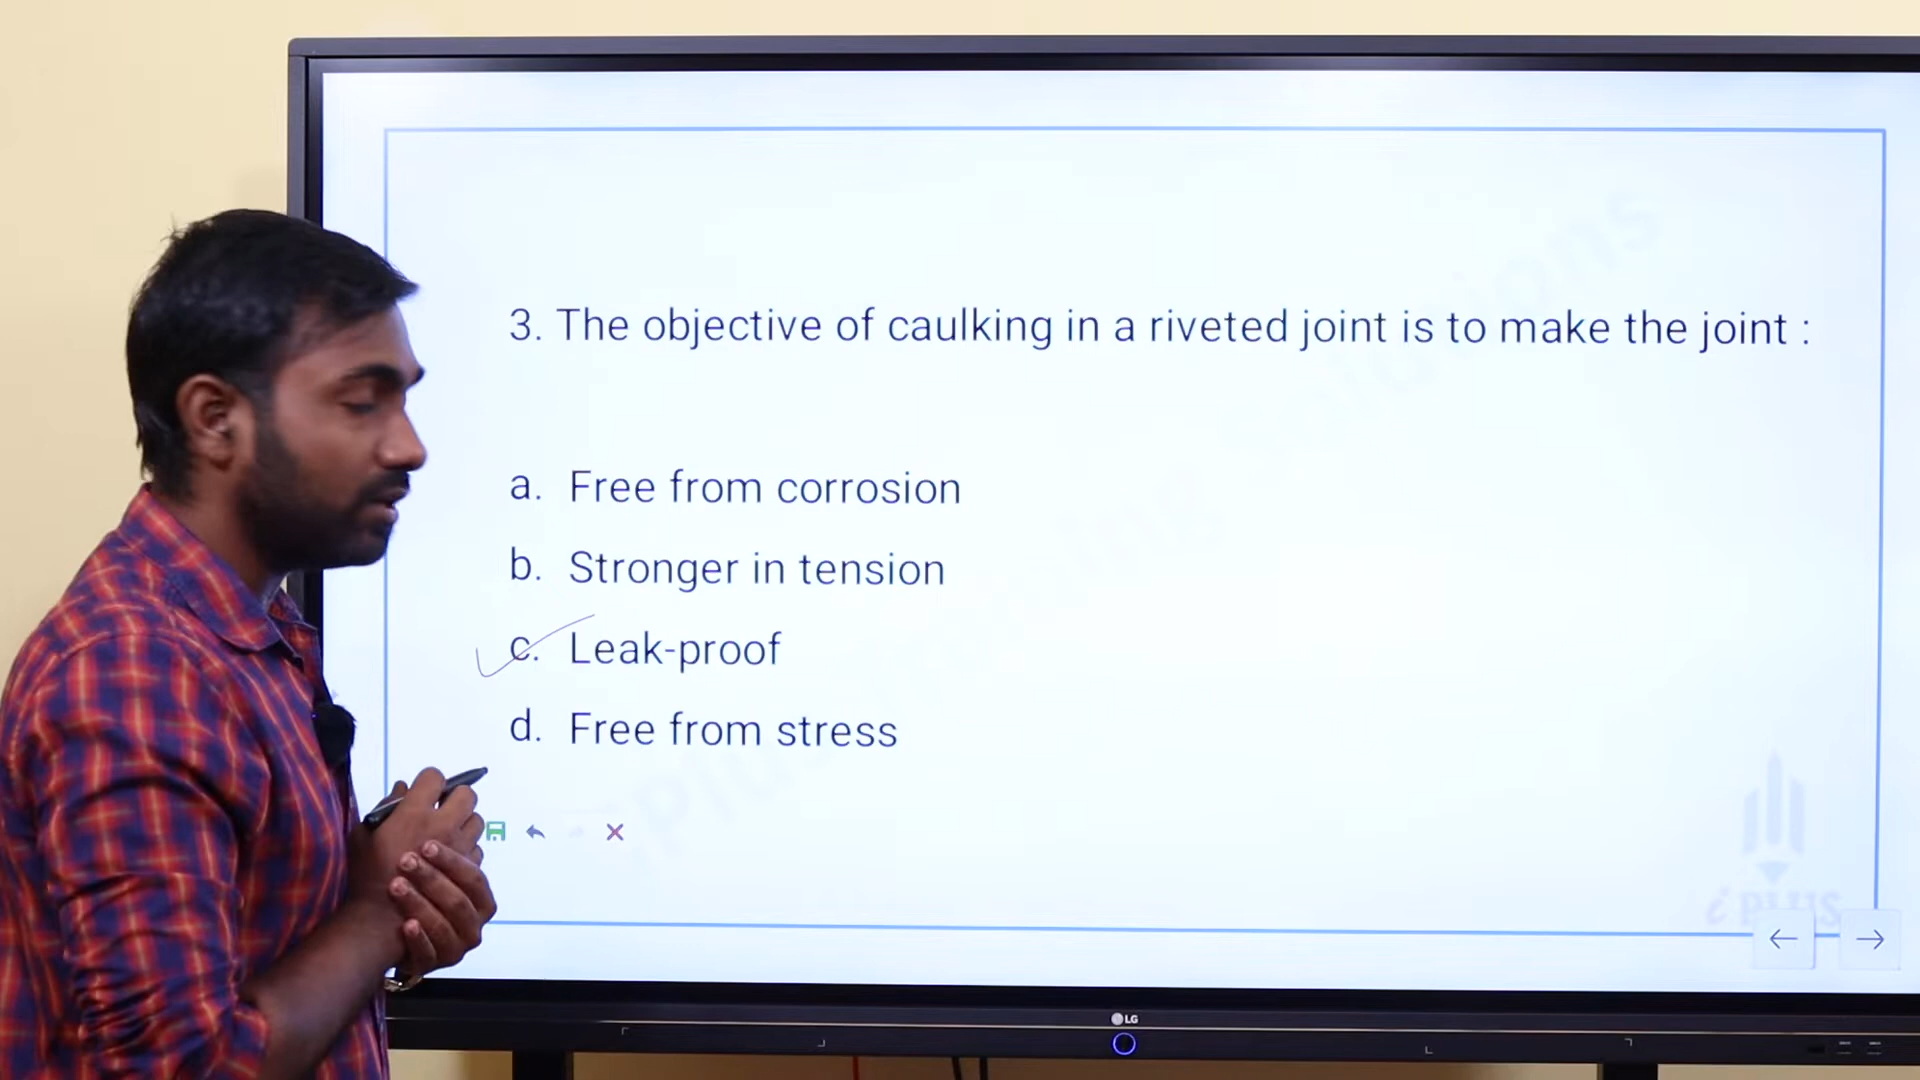 3. The objective of caulking in a riveted joint is to make the joint :
a. Free from corrosion
b. Stronger in tension
c. Leak-proof
d. Free from stress
i PLUS
LG